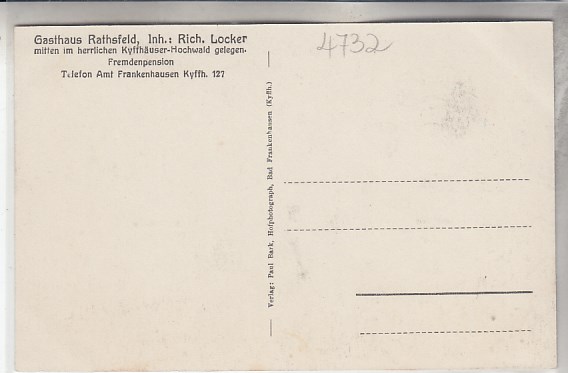 Gasthaus Rathsfeld, Inh.: Rich. Locker
mitten im herrlichen Kyffhäuser-Hochwald gelegen.
Fremdenpension
Telefon Amt Frankenhausen Kyffh. 127
4732
Verlag: Paul Bark, Hofphotograph, Bad Frankenhausen (Kyffh.)